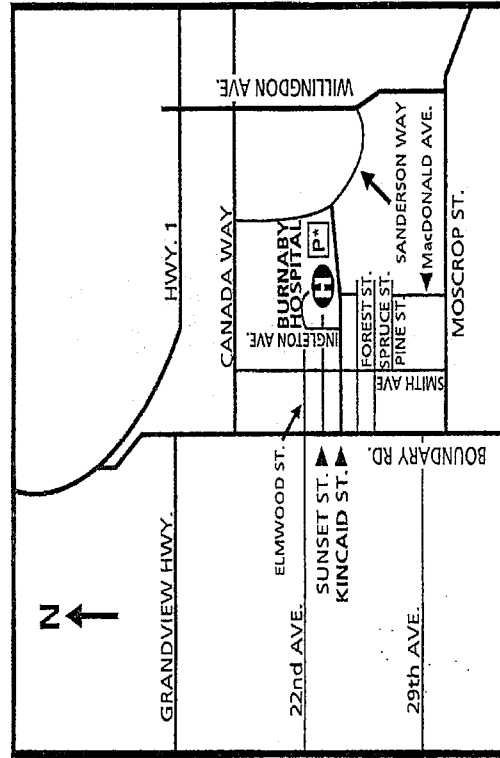 HWY. 1
WILLINGDON AVE.
CANADA WAY
N
GRANDVIEW HWY.
BURNABY
HOSPITAL
P*
H
INGLETON AVE.
ELMWOOD ST.
22nd AVE.
SUNSET ST.
KINCAID ST.
FOREST ST.
SPRUCE ST.
PINE ST.
SMITH AVE
SANDERSON WAY
MacDONALD AVE.
BOUNDARY RD.
29th AVE.
MOSCROP ST.